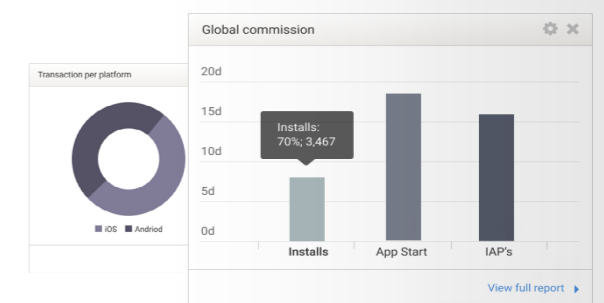 Global commission
Transaction per platform
iOS Andriod
20d
15d
10d
5d
0d
Installs:
70%; 3,467
Installs App Start IAP's
View full report